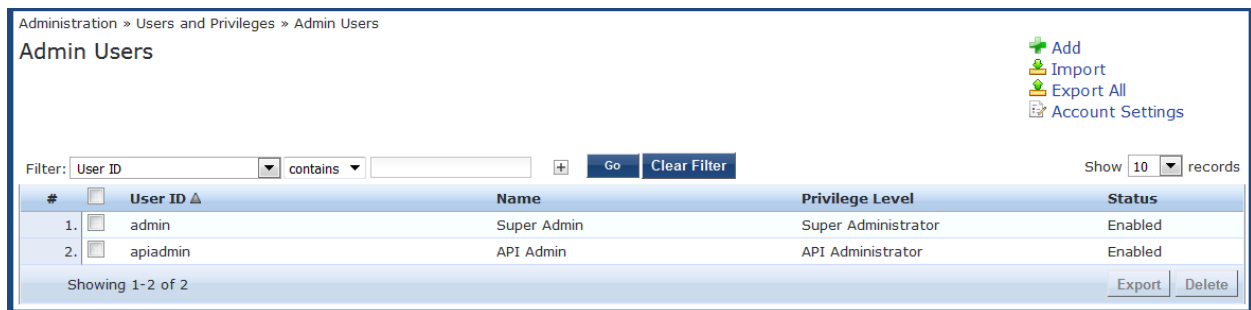 Administration » Users and Privileges » Admin Users
Admin Users
Add
Import
Export All
Account Settings
Filter: User ID contains Go Clear Filter Show 10 records
# User ID Name Privilege Level Status
1. admin Super Admin Super Administrator Enabled
2. apiadmin API Admin API Administrator Enabled
Showing 1-2 of 2 Export Delete